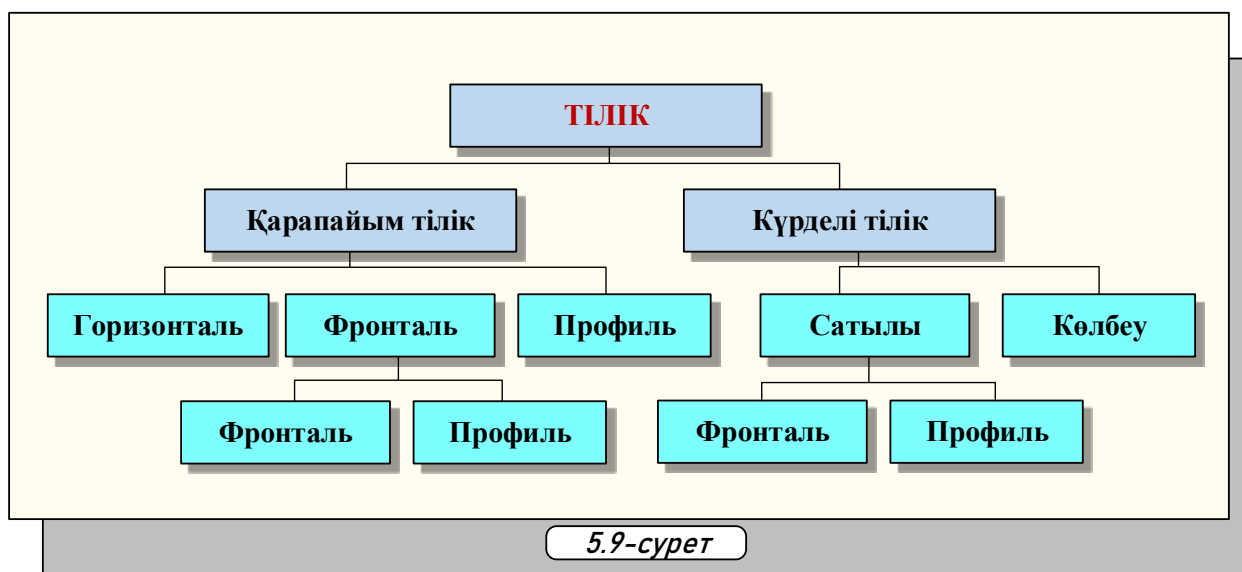 ТІЛІК
Қарапайым тілік
Күрделі тілік
Горизонталь
Фронталь
Профиль
Сатылы
Көлбеу
Фронталь
Профиль
Фронталь
Профиль
5.9-сурет